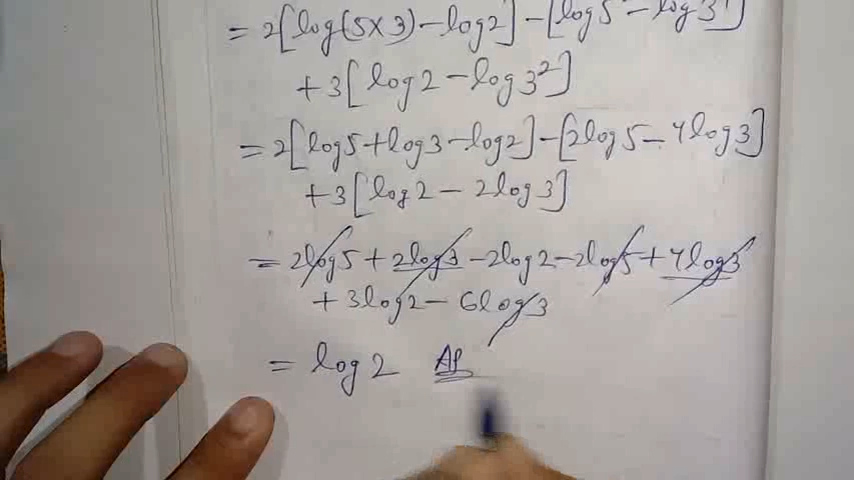 = 2[log(5×3) - log2] - [log5² - log3⁴]
+ 3[log2 - log3²]
= 2[log5 + log3 - log2] - [2log5 - 4log3]
+ 3[log2 - 2log3]
= 2log5 + 2log3 - 2log2 - 2log5 + 4log3
+ 3log2 - 6log3
= log2